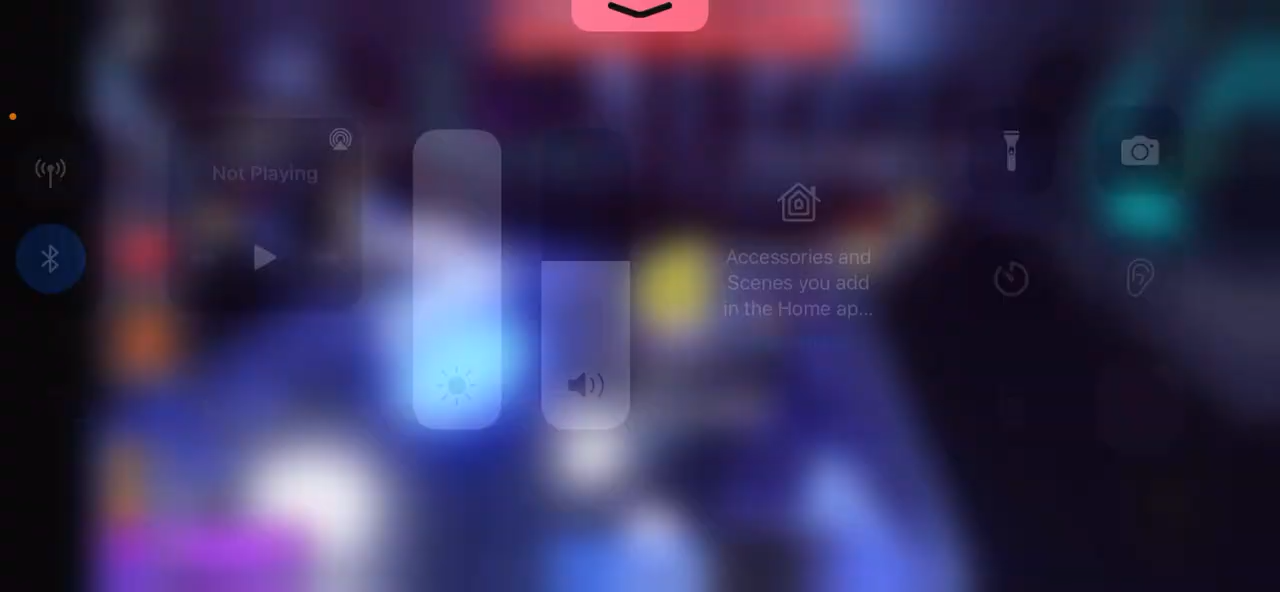 Not Playing
Accessories and
Scenes you add
in the Home ap...